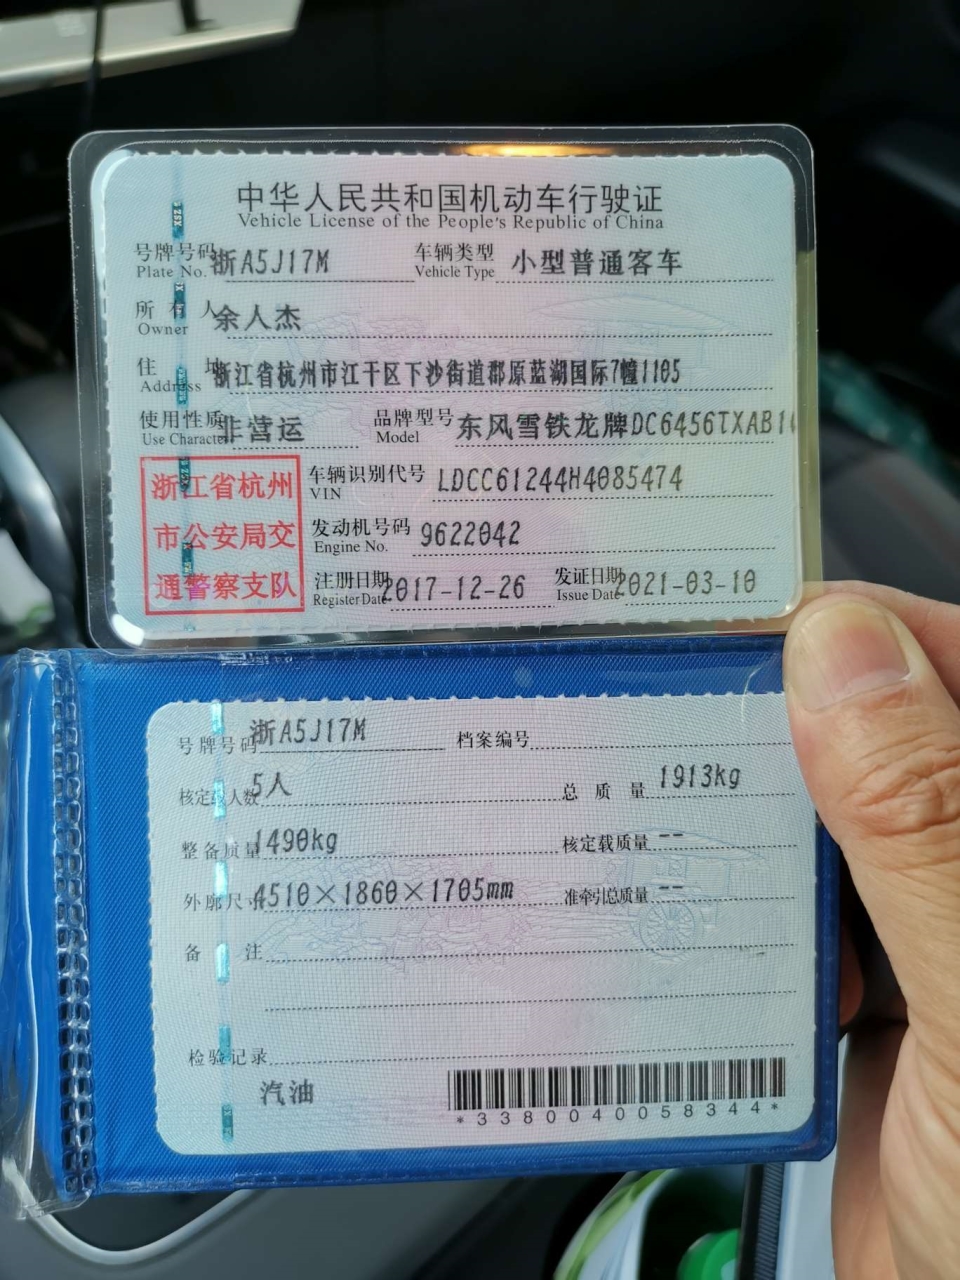 中华人民共和国机动车行驶证
Vehicle License of the People's Republic of China
号牌号码 浙A5J17M 车辆类型 小型普通客车
Plate No. Vehicle Type
所有人 余人杰
Owner
住址 浙江省杭州市江干区下沙街道郡原蓝湖国际7幢1105
Address
使用性质 非营运 品牌型号 东风雪铁龙牌DC6456TXAB1
Use Character Model
浙江省杭州
市公安局交
通警察支队
车辆识别代号 LDCC61244H4085474
VIN
发动机号码 9622042
Engine No.
注册日期 2017-12-26 发证日期 2021-03-10
Register Date Issue Date
号牌号码 浙A5J17M 档案编号
核定载人数 5人 总质量 1913kg
整备质量 1490kg 核定载质量 --
外廓尺寸 4510×1860×1705mm 准牵引总质量 --
备注
检验记录
汽油
*3380040058344*